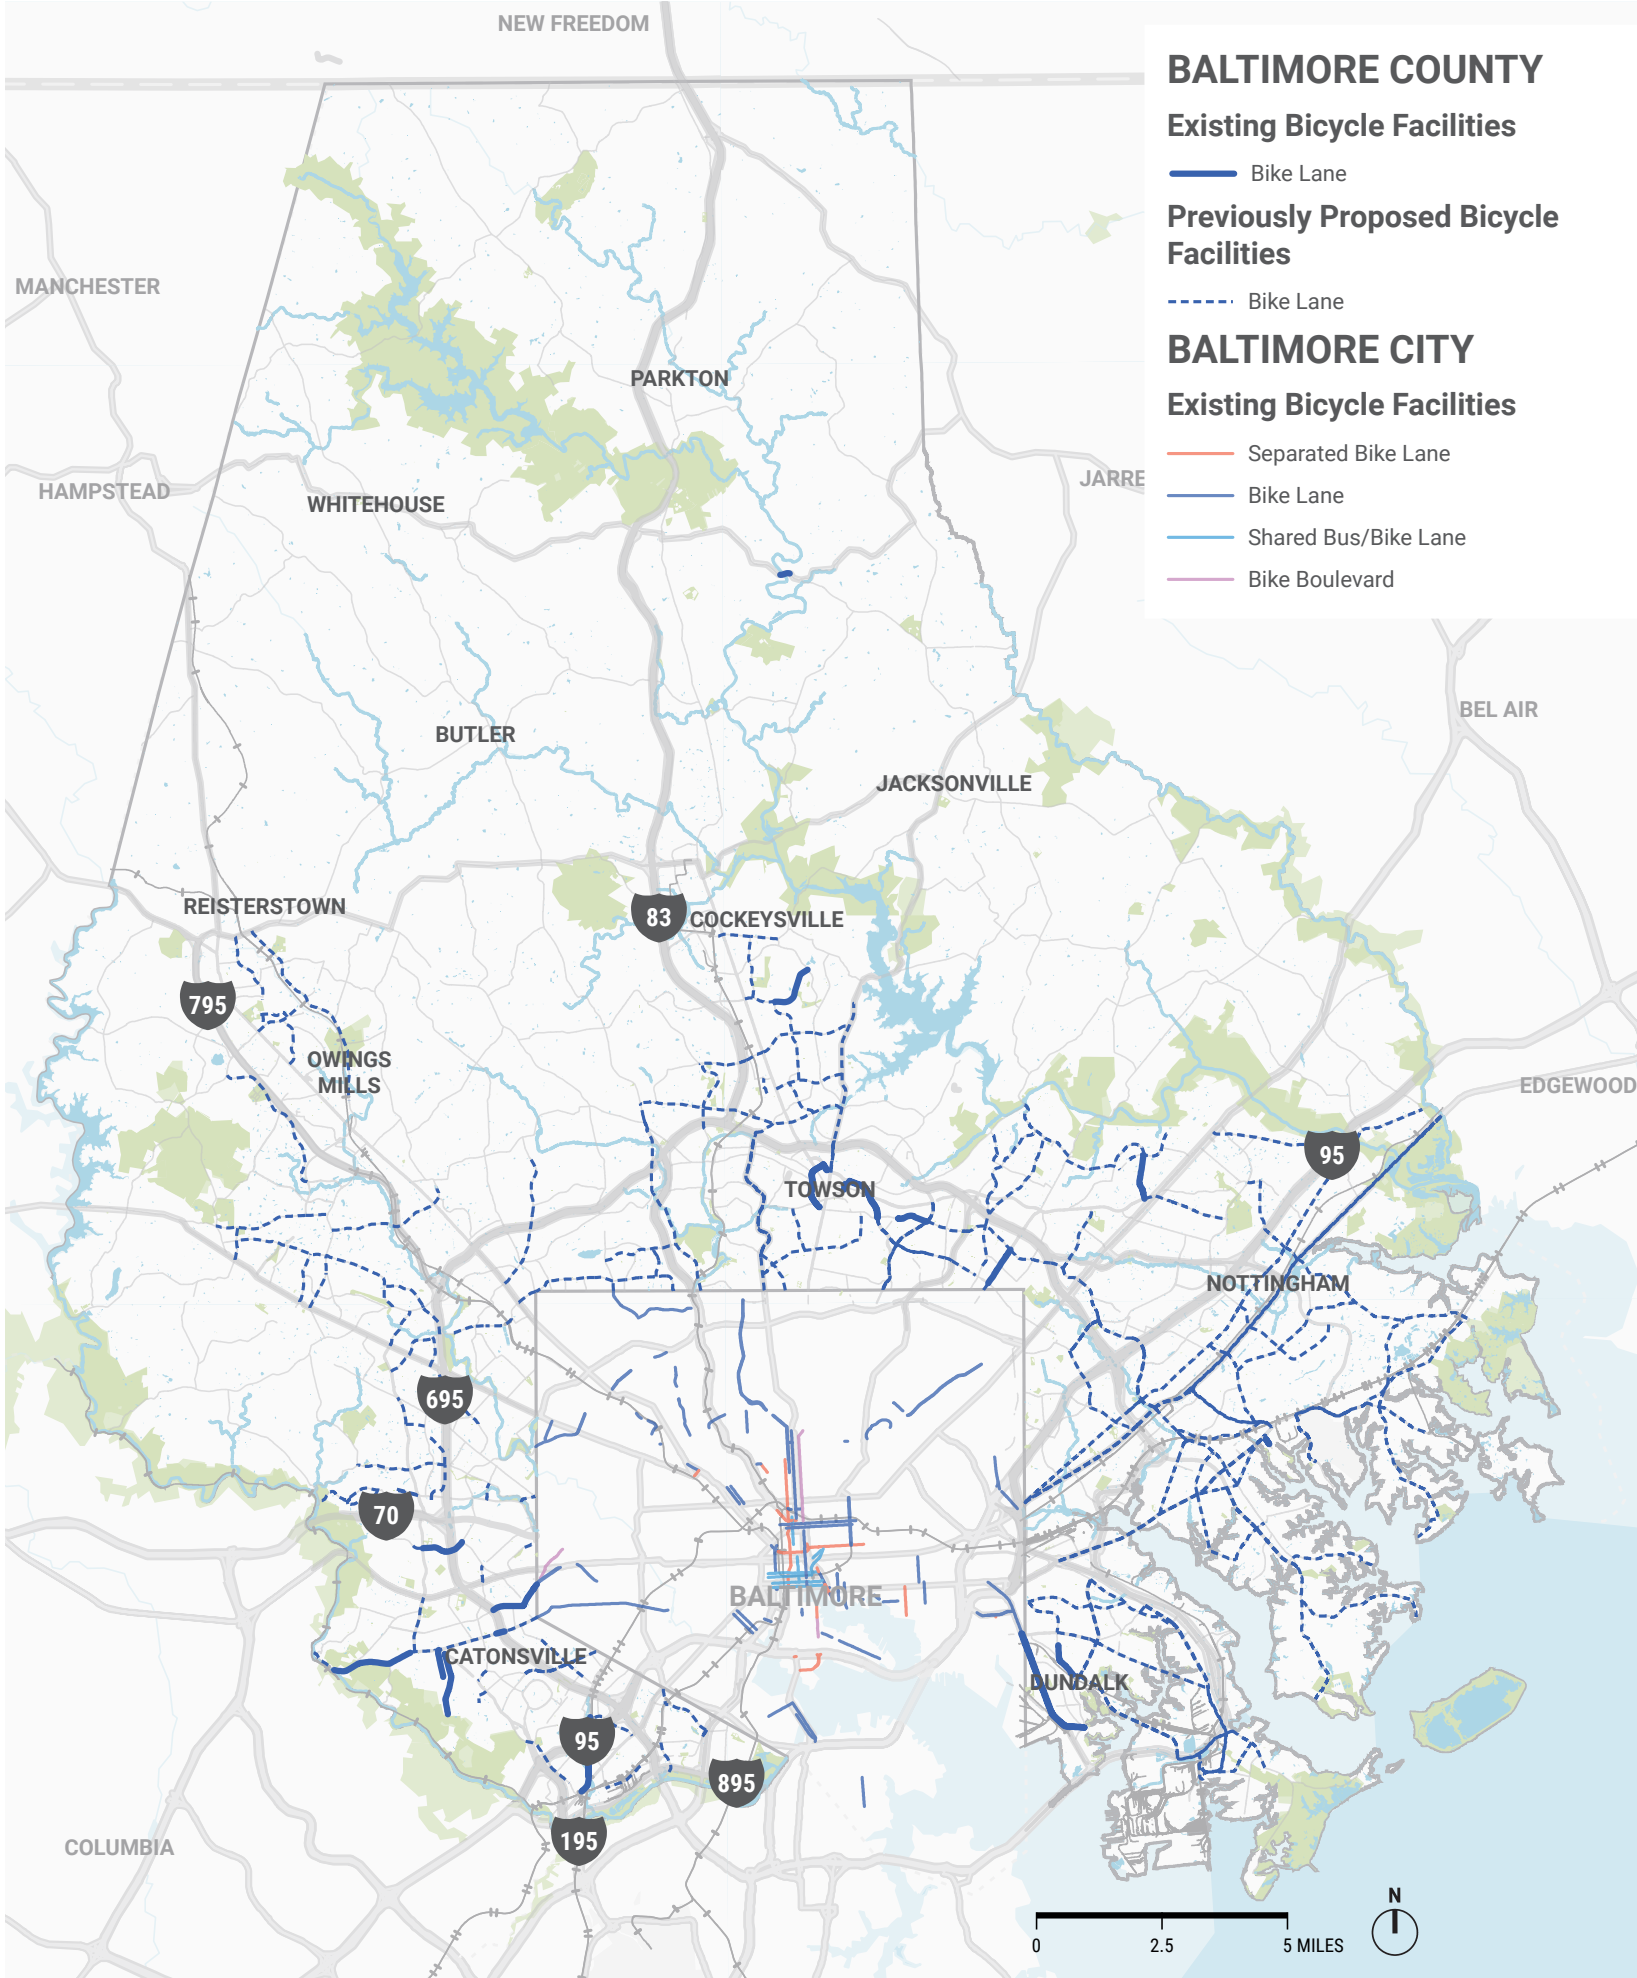 NEW FREEDOM
BALTIMORE COUNTY
Existing Bicycle Facilities
Bike Lane
Previously Proposed Bicycle
Facilities
Bike Lane
BALTIMORE CITY
Existing Bicycle Facilities
Separated Bike Lane
Bike Lane
Shared Bus/Bike Lane
Bike Boulevard
MANCHESTER
PARKTON
HAMPSTEAD
WHITEHOUSE
JARRE
BEL AIR
BUTLER
JACKSONVILLE
REISTERSTOWN
83
COCKEYSVILLE
795
OWINGS
MILLS
EDGEWOOD
95
TOWSON
NOTTINGHAM
695
70
BALTIMORE
CATONSVILLE
DUNDALK
95
895
195
COLUMBIA
N
0
2.5
5 MILES